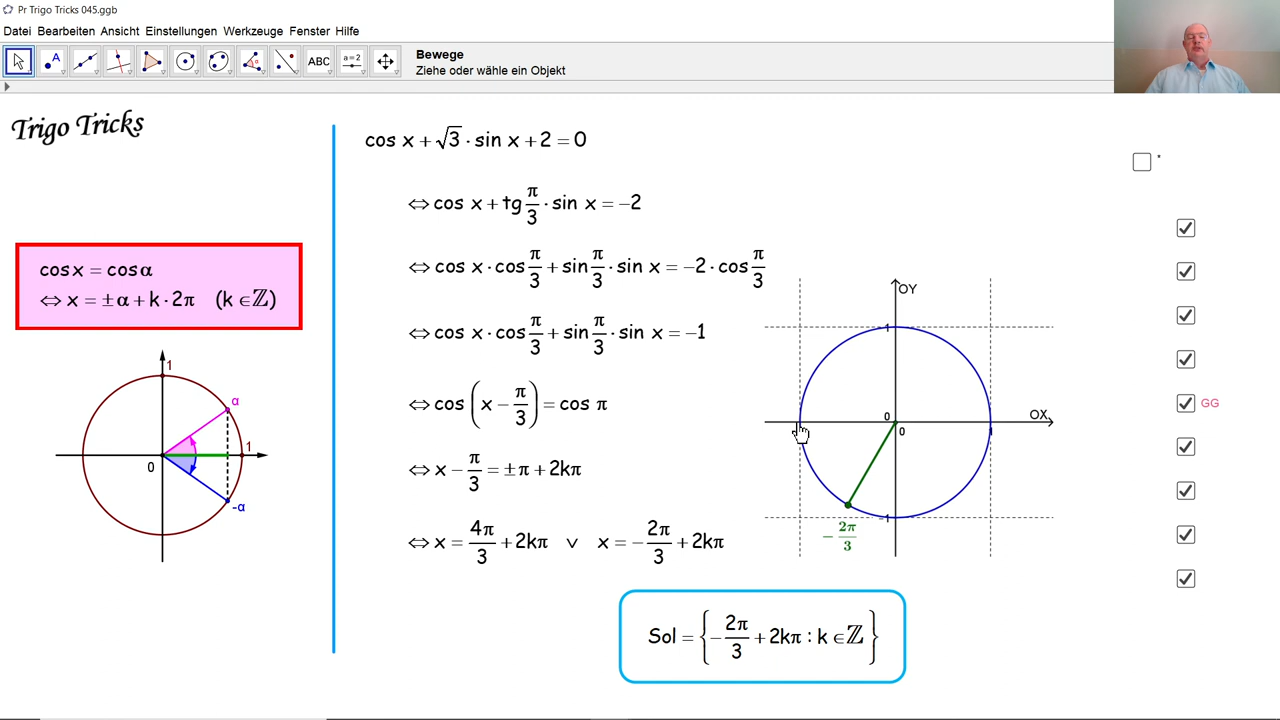 Pr Trigo Tricks 045.ggb
Datei Bearbeiten Ansicht Einstellungen Werkzeuge Fenster Hilfe
A ABC a=2
Bewege
Ziehe oder wähle ein Objekt
Trigo Tricks
cos x = cos α
⇔ x = ±α + k · 2π (k ∈ ℤ)
1
α
1
0
-α
cos x + √3 · sin x + 2 = 0
⇔ cos x + tg π/3 · sin x = −2
⇔ cos x · cos π/3 + sin π/3 · sin x = −2 · cos π/3
⇔ cos x · cos π/3 + sin π/3 · sin x = −1
⇔ cos (x − π/3) = cos π
⇔ x − π/3 = ±π + 2kπ
⇔ x = 4π/3 + 2kπ ∨ x = −2π/3 + 2kπ
Sol = {−2π/3 + 2kπ : k ∈ ℤ}
OY
1
0
OX
0
1
−1
−2π/3
GG